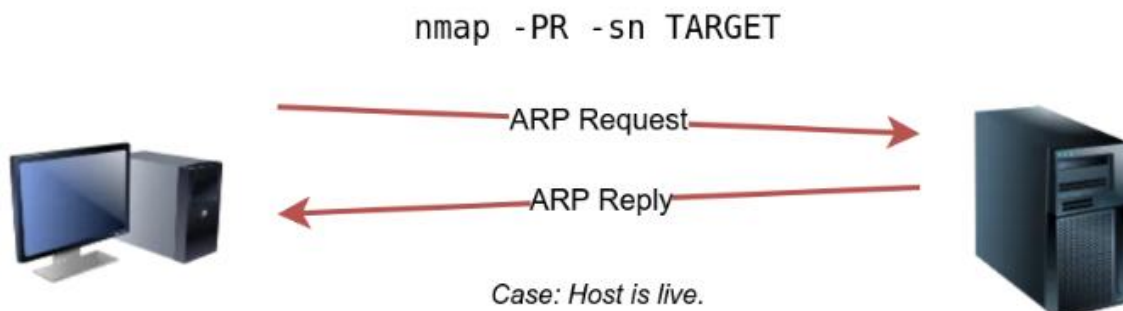 nmap -PR -sn TARGET
ARP Request
ARP Reply
Case: Host is live.